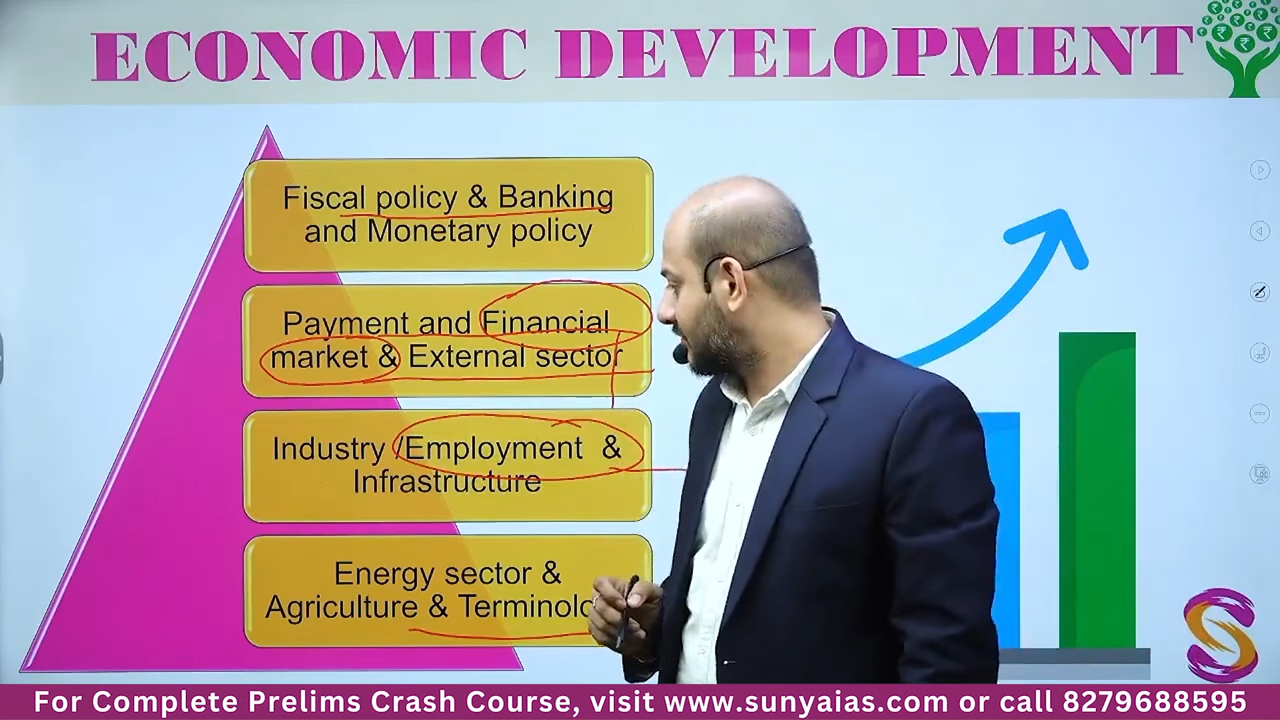 ECONOMIC DEVELOPMENT
Fiscal policy & Banking
and Monetary policy
Payment and Financial
market & External sector
Industry /Employment &
Infrastructure
Energy sector &
Agriculture & Terminolo
For Complete Prelims Crash Course, visit www.sunyaias.com or call 8279688595